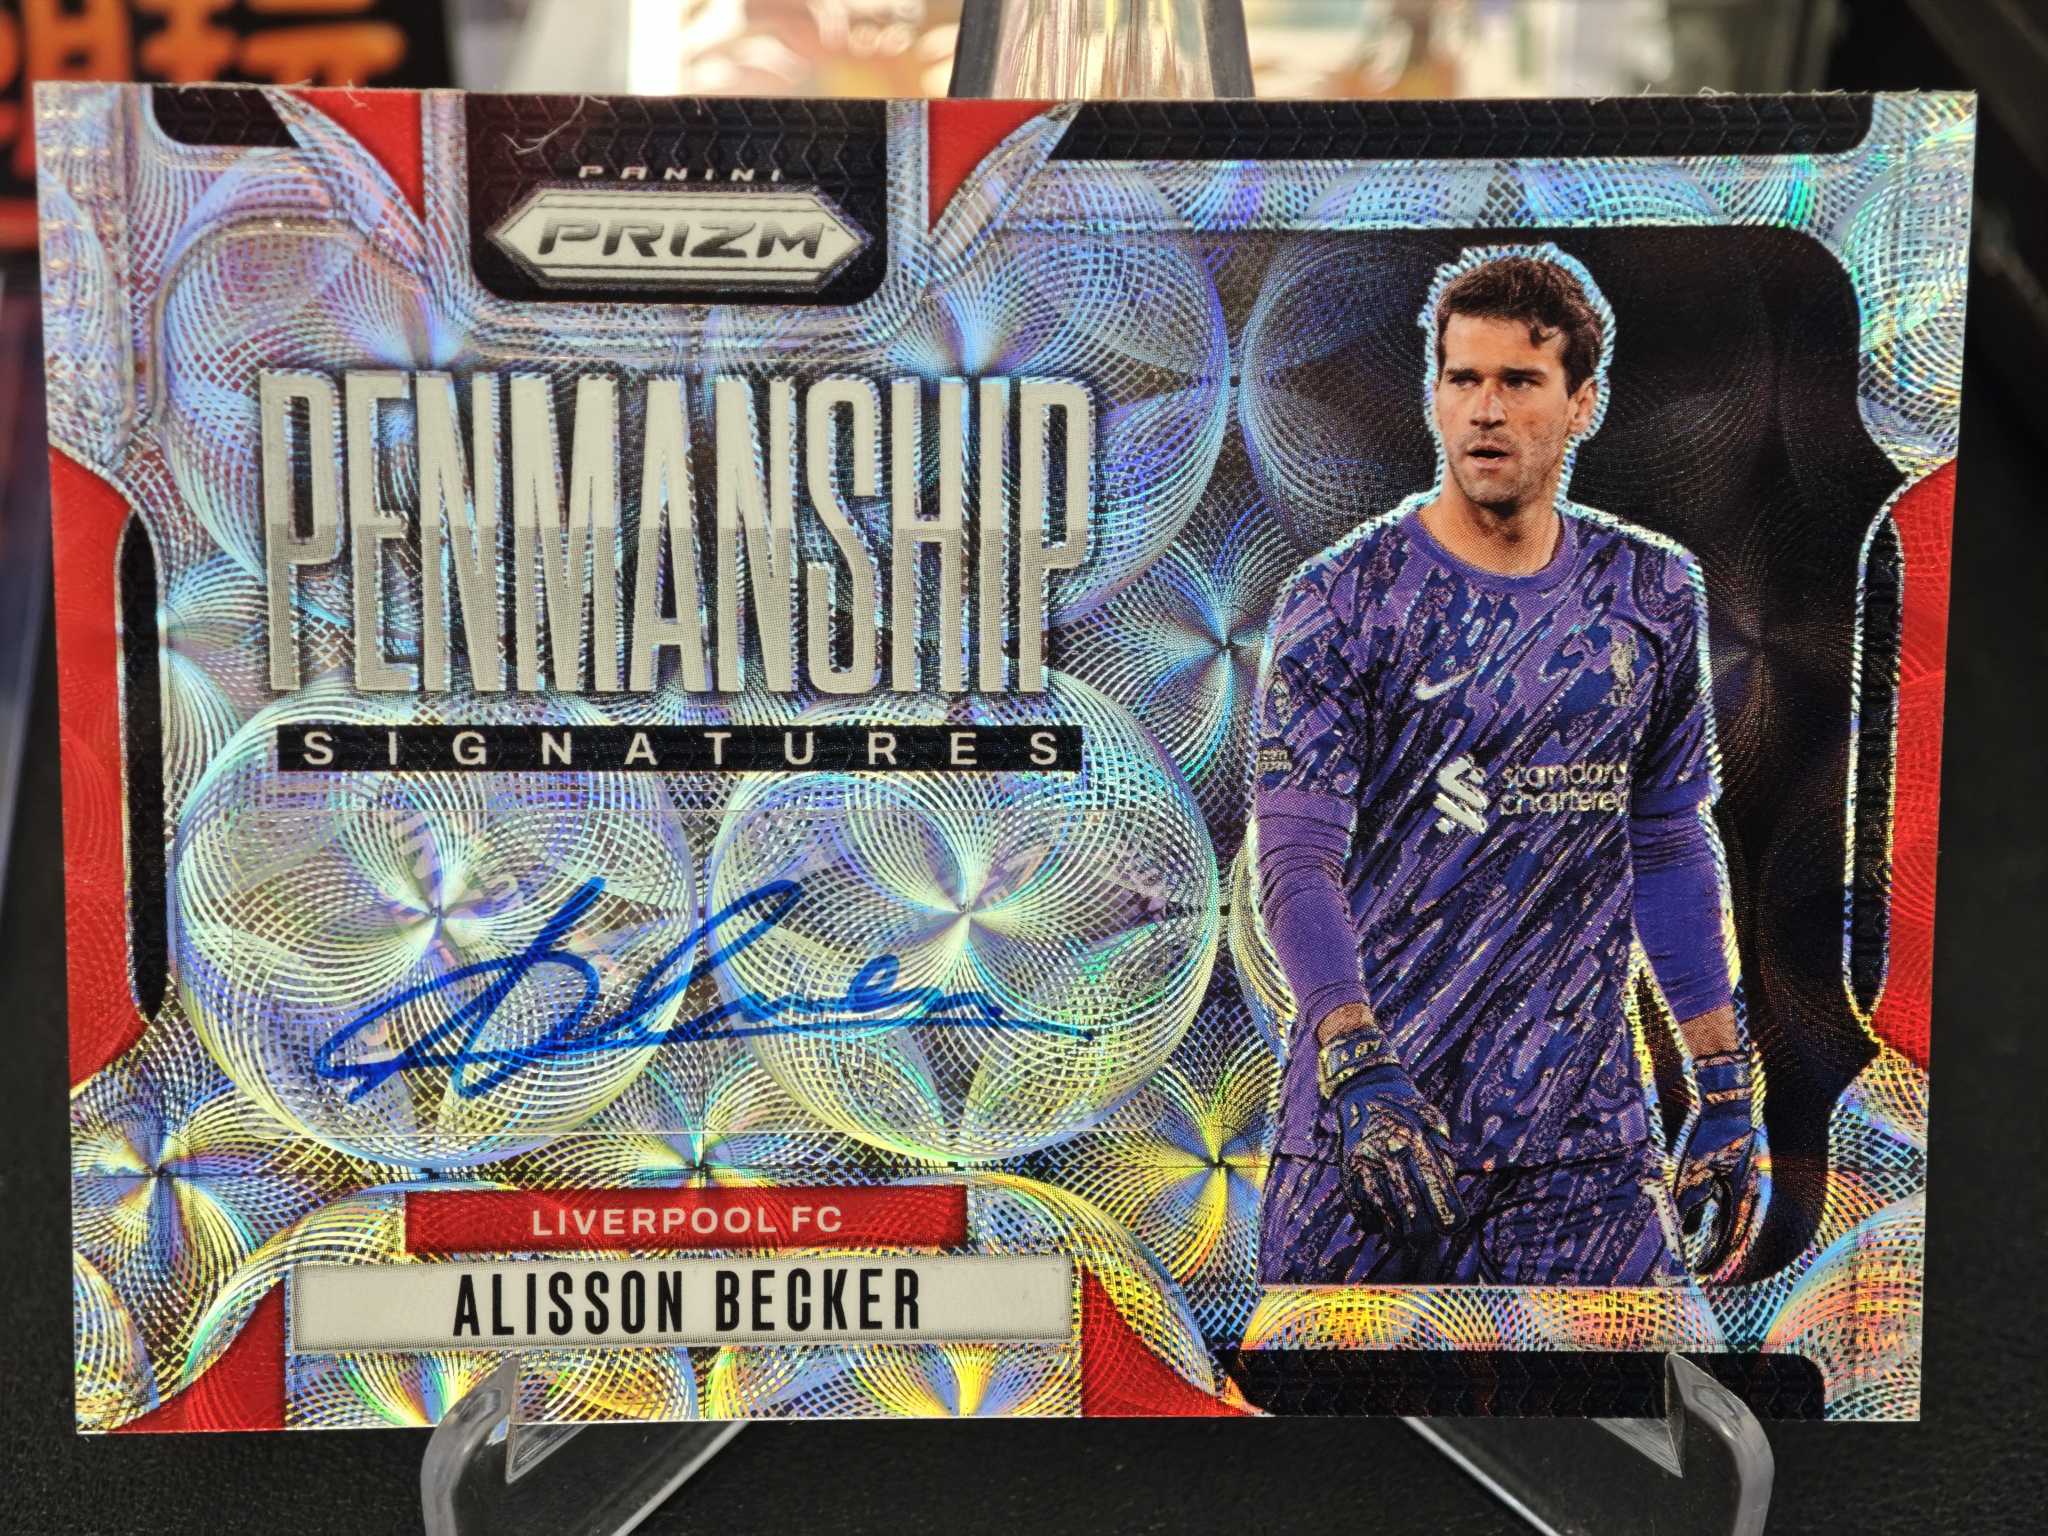 PANINI
PRIZM
PENMANSHIP
SIGNATURES
standard
chartered
LIVERPOOL FC
ALISSON BECKER